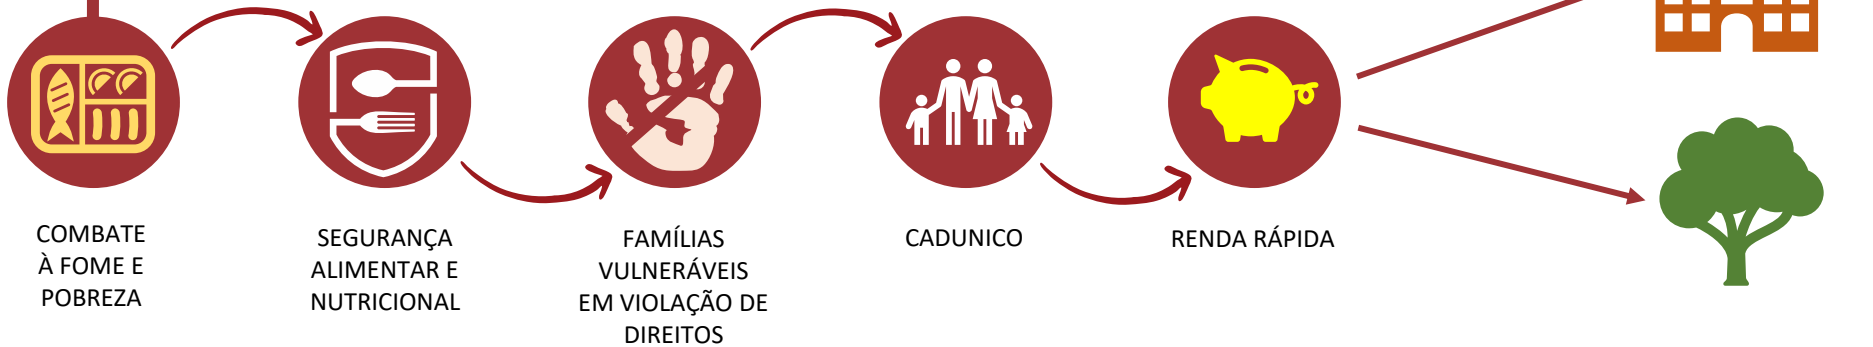 COMBATE
À FOME E
POBREZA
SEGURANÇA
ALIMENTAR E
NUTRICIONAL
FAMÍLIAS
VULNERÁVEIS
EM VIOLAÇÃO DE
DIREITOS
CADUNICO
RENDA RÁPIDA